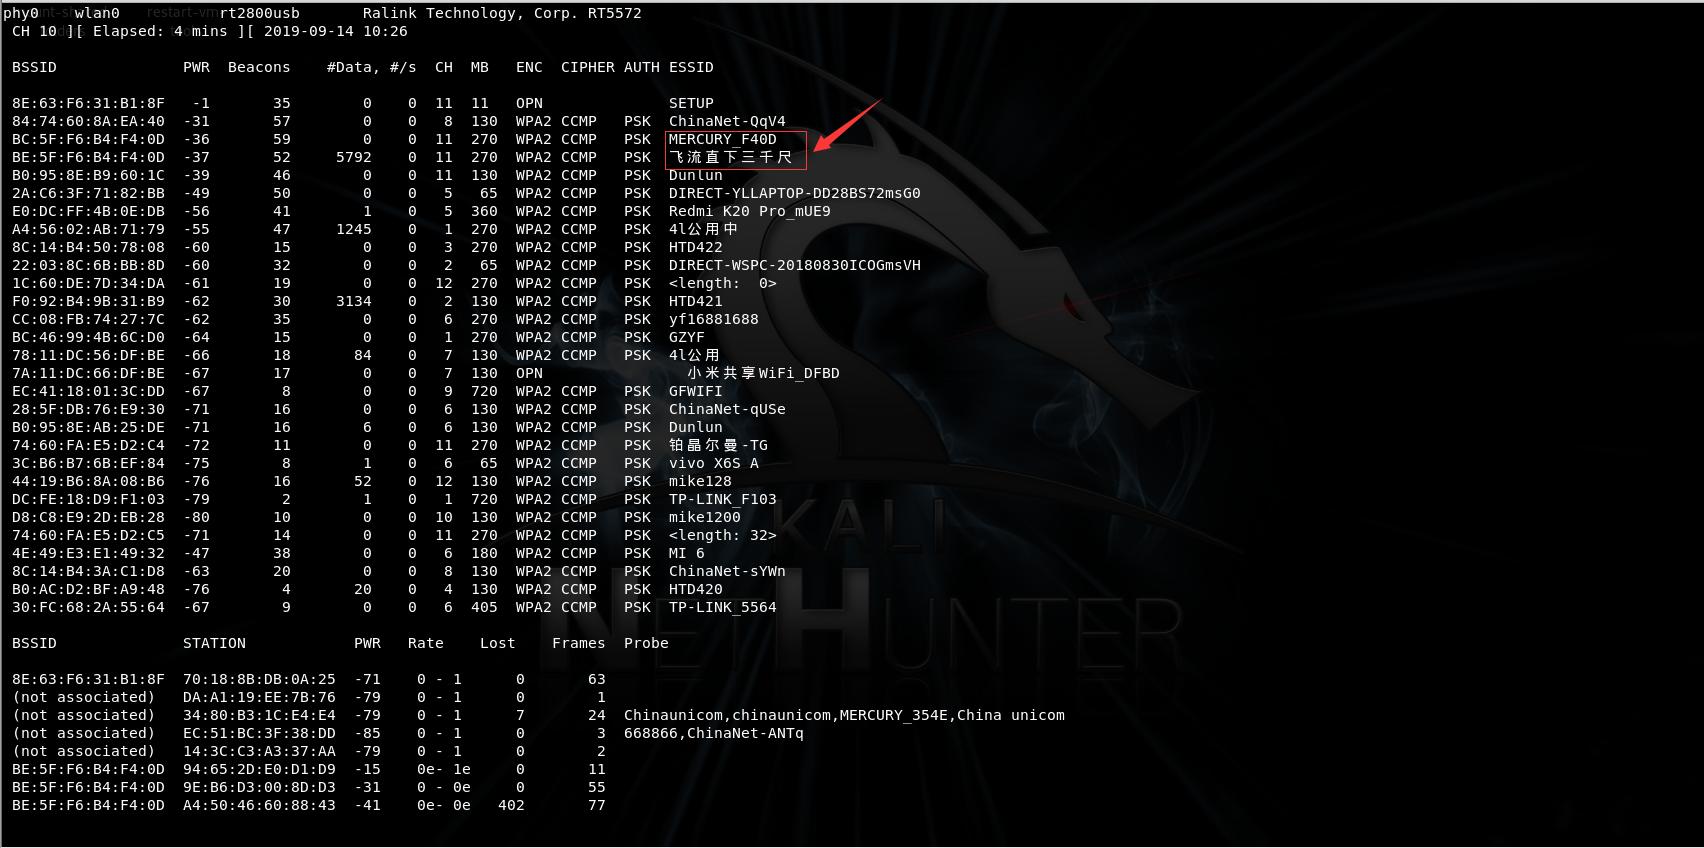 phy0 wlan0 rt2800usb Ralink Technology, Corp. RT5572
CH 10 ][ Elapsed: 4 mins ][ 2019-09-14 10:26
BSSID PWR Beacons #Data, #/s CH MB ENC CIPHER AUTH ESSID
8E:63:F6:31:B1:8F -1 35 0 0 11 11 OPN SETUP
84:74:60:8A:EA:40 -31 57 0 0 8 130 WPA2 CCMP PSK ChinaNet-QqV4
BC:5F:F6:B4:F4:0D -36 59 0 0 11 270 WPA2 CCMP PSK MERCURY_F40D
BE:5F:F6:B4:F4:0D -37 52 5792 0 11 270 WPA2 CCMP PSK 飞流直下三千尺
B0:95:8E:B9:60:1C -39 46 0 0 11 130 WPA2 CCMP PSK Dunlun
2A:C6:3F:71:82:BB -49 50 0 0 5 65 WPA2 CCMP PSK DIRECT-YLLAPTOP-DD28BS72msG0
E0:DC:FF:4B:0E:DB -56 41 1 0 5 360 WPA2 CCMP PSK Redmi K20 Pro_mUE9
A4:56:02:AB:71:79 -55 47 1245 0 1 270 WPA2 CCMP PSK 4l公用中
8C:14:B4:50:78:08 -60 15 0 0 3 270 WPA2 CCMP PSK HTD422
22:03:8C:6B:BB:8D -60 32 0 0 2 65 WPA2 CCMP PSK DIRECT-WSPC-20180830ICOGmsVH
1C:60:DE:7D:34:DA -61 19 0 0 12 270 WPA2 CCMP PSK <length: 0>
F0:92:B4:9B:31:B9 -62 30 3134 0 2 130 WPA2 CCMP PSK HTD421
CC:08:FB:74:27:7C -62 35 0 0 6 270 WPA2 CCMP PSK yf16881688
BC:46:99:4B:6C:D0 -64 15 0 0 1 270 WPA2 CCMP PSK GZYF
78:11:DC:56:DF:BE -66 18 84 0 7 130 WPA2 CCMP PSK 4l公用
7A:11:DC:66:DF:BE -67 17 0 0 7 130 OPN 小米共享WiFi_DFBD
EC:41:18:01:3C:DD -67 8 0 0 9 720 WPA2 CCMP PSK GFWIFI
28:5F:DB:76:E9:30 -71 16 0 0 6 130 WPA2 CCMP PSK ChinaNet-qUSe
B0:95:8E:AB:25:DE -71 16 6 0 6 130 WPA2 CCMP PSK Dunlun
74:60:FA:E5:D2:C4 -72 11 0 0 11 270 WPA2 CCMP PSK 铂晶尔曼-TG
3C:B6:B7:6B:EF:84 -75 8 1 0 6 65 WPA2 CCMP PSK vivo X6S A
44:19:B6:8A:08:B6 -76 16 52 0 12 130 WPA2 CCMP PSK mike128
DC:FE:18:D9:F1:03 -79 2 1 0 1 720 WPA2 CCMP PSK TP-LINK_F103
D8:C8:E9:2D:EB:28 -80 10 0 0 10 130 WPA2 CCMP PSK mike1200
74:60:FA:E5:D2:C5 -71 14 0 0 11 270 WPA2 CCMP PSK <length: 32>
4E:49:E3:E1:49:32 -47 38 0 0 6 180 WPA2 CCMP PSK MI 6
8C:14:B4:3A:C1:D8 -63 20 0 0 8 130 WPA2 CCMP PSK ChinaNet-sYWn
B0:AC:D2:BF:A9:48 -76 4 20 0 4 130 WPA2 CCMP PSK HTD420
30:FC:68:2A:55:64 -67 9 0 0 6 405 WPA2 CCMP PSK TP-LINK_5564
BSSID STATION PWR Rate Lost Frames Probe
8E:63:F6:31:B1:8F 70:18:8B:DB:0A:25 -71 0 - 1 0 63
(not associated) DA:A1:19:EE:7B:76 -79 0 - 1 0 1
(not associated) 34:80:B3:1C:E4:E4 -79 0 - 1 7 24 Chinaunicom,chinaunicom,MERCURY_354E,China unicom
(not associated) EC:51:BC:3F:38:DD -85 0 - 1 0 3 668866,ChinaNet-ANTq
(not associated) 14:3C:C3:A3:37:AA -79 0 - 1 0 2
BE:5F:F6:B4:F4:0D 94:65:2D:E0:D1:D9 -15 0e- 1e 0 11
BE:5F:F6:B4:F4:0D 9E:B6:D3:00:8D:D3 -31 0 - 0e 0 55
BE:5F:F6:B4:F4:0D A4:50:46:60:88:43 -41 0e- 0e 402 77
KALI
NETHUNTER